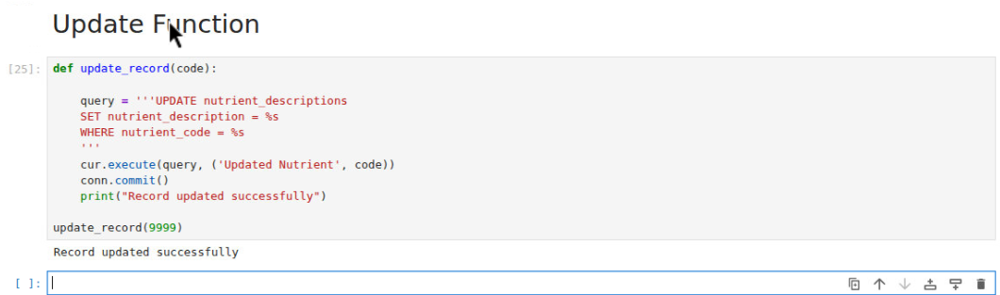 Update Function
[25]: def update_record(code):
query = '''UPDATE nutrient_descriptions
SET nutrient_description = %s
WHERE nutrient_code = %s
'''
cur.execute(query, ('Updated Nutrient', code))
conn.commit()
print("Record updated successfully")
update_record(9999)
Record updated successfully
[ ]: